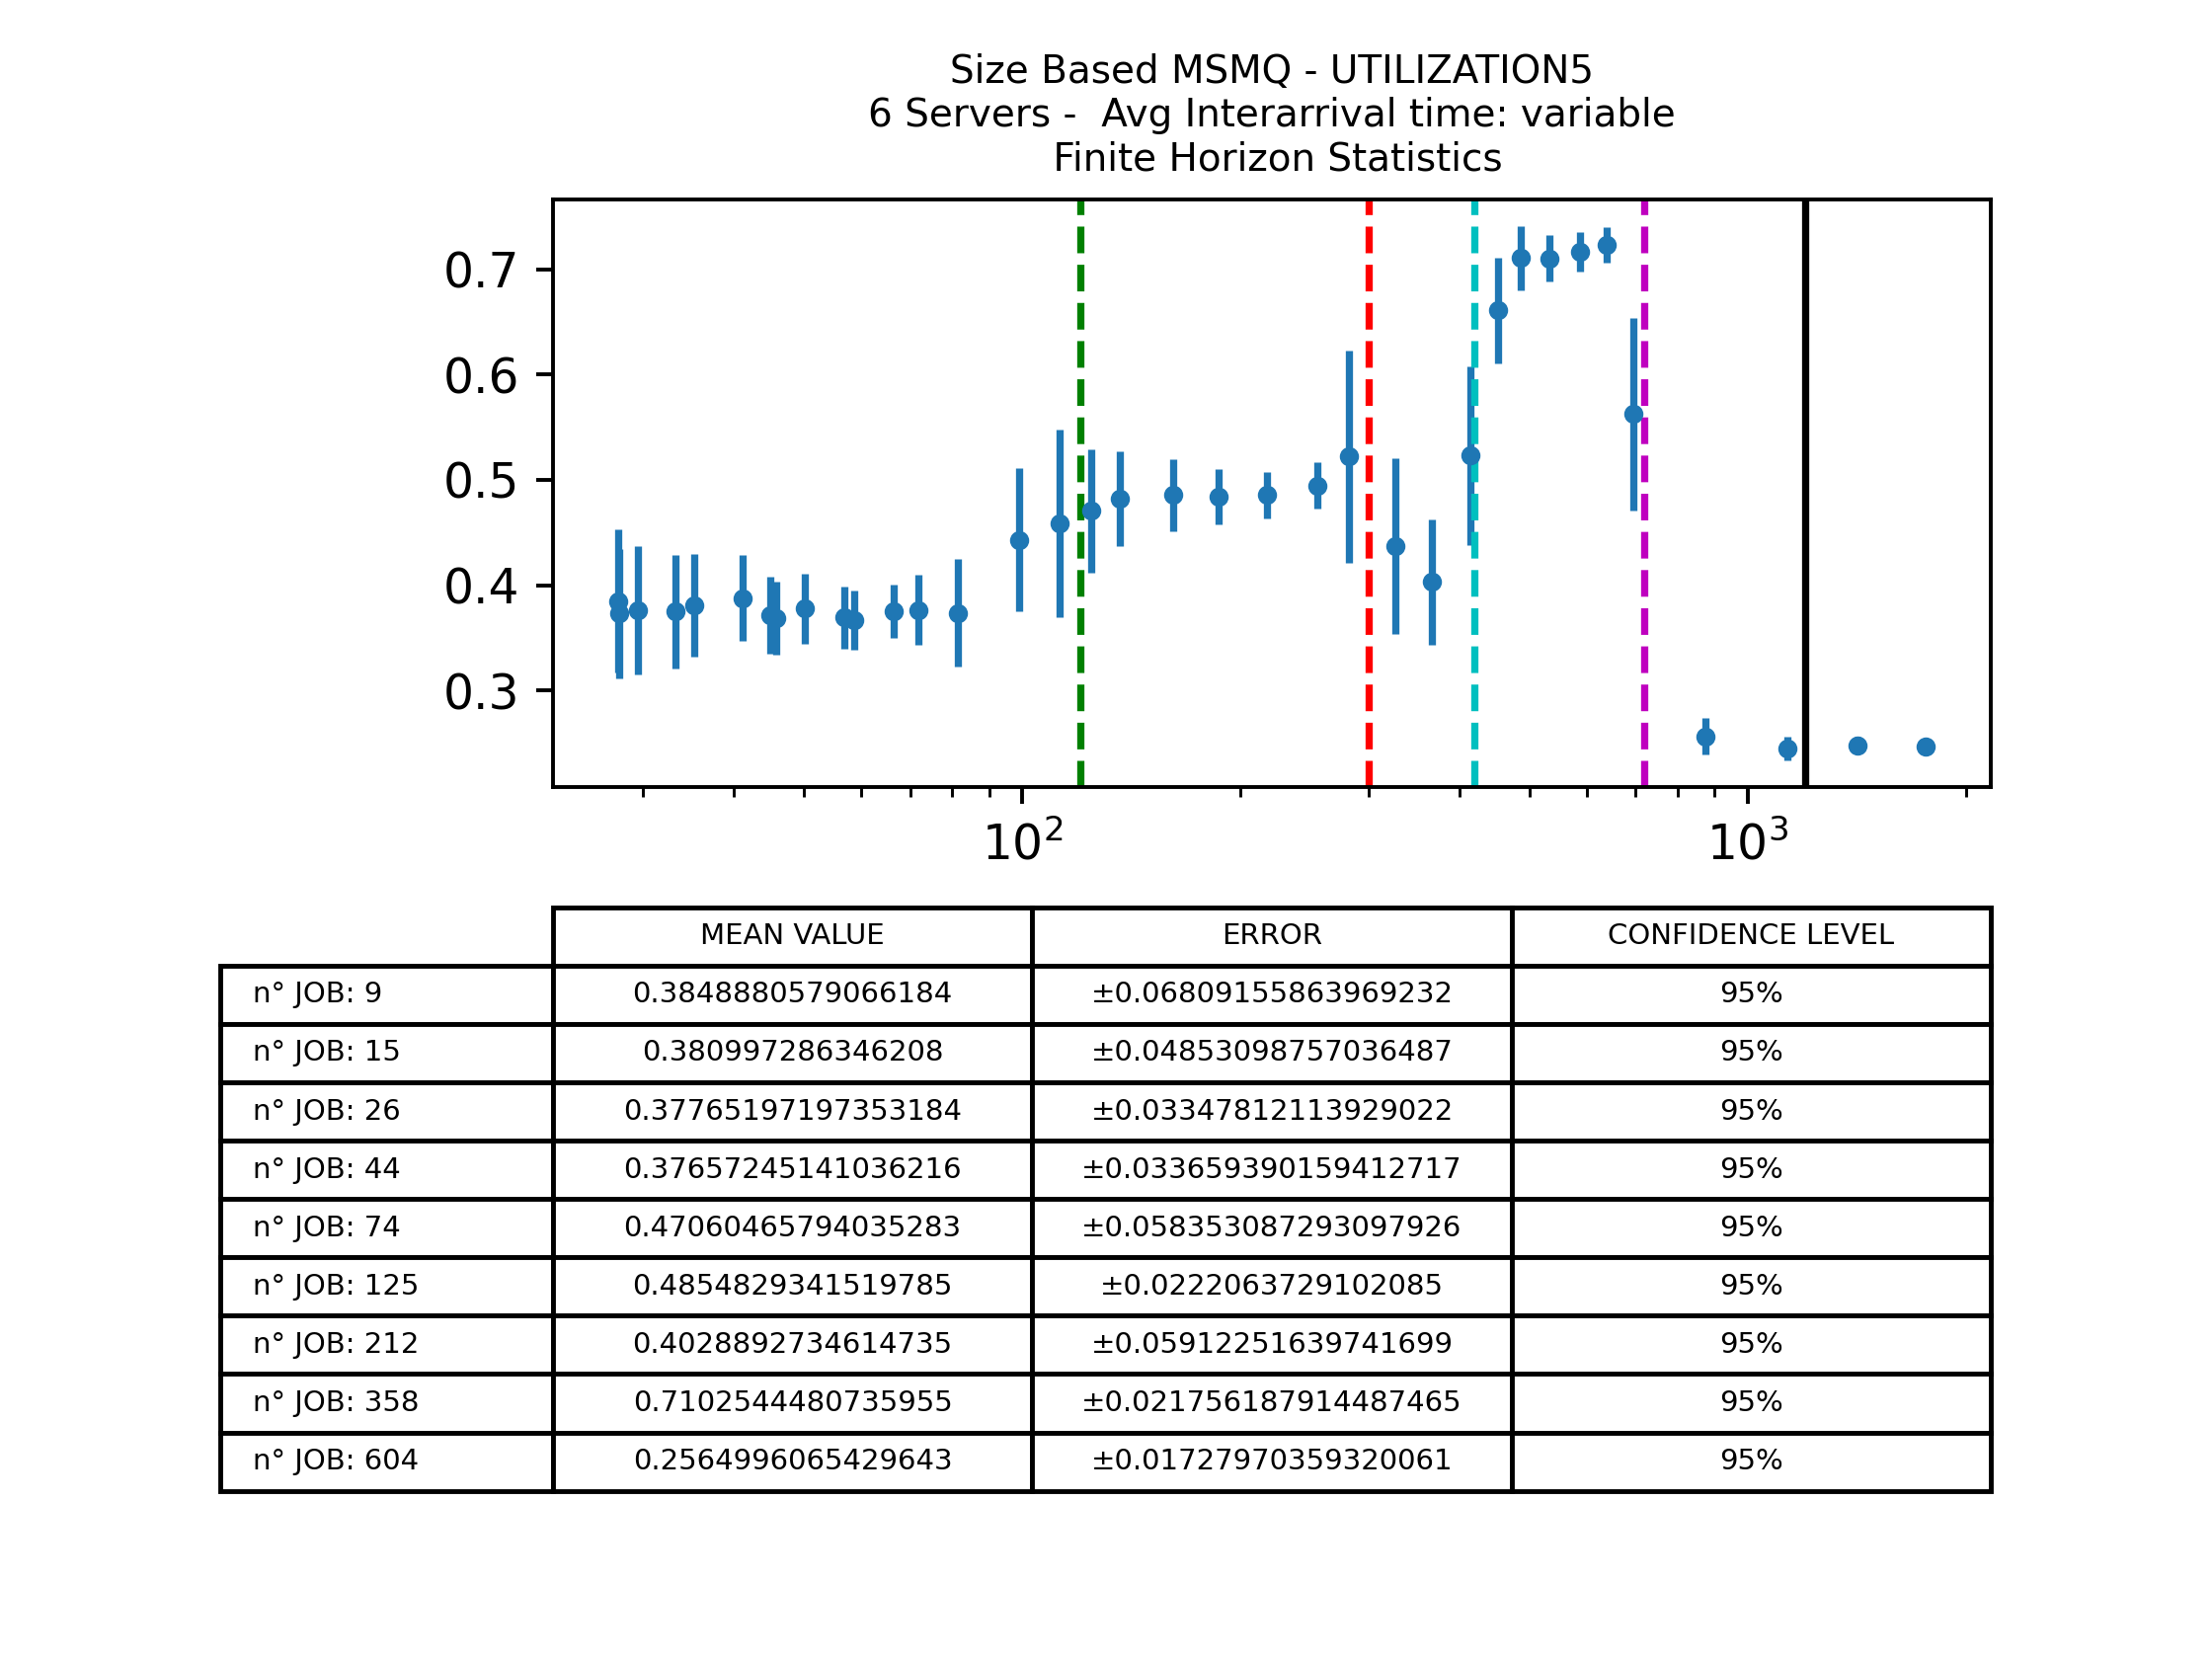 Size Based MSMQ - UTILIZATION5
6 Servers -  Avg Interarrival time: variable
Finite Horizon Statistics
0.7
0.6
0.5
0.4
0.3
10²
10³
MEAN VALUE ERROR CONFIDENCE LEVEL
n° JOB: 9 0.3848880579066184 ±0.06809155863969232 95%
n° JOB: 15 0.380997286346208 ±0.04853098757036487 95%
n° JOB: 26 0.37765197197353184 ±0.03347812113929022 95%
n° JOB: 44 0.37657245141036216 ±0.033659390159412717 95%
n° JOB: 74 0.47060465794035283 ±0.058353087293097926 95%
n° JOB: 125 0.4854829341519785 ±0.0222063729102085 95%
n° JOB: 212 0.4028892734614735 ±0.05912251639741699 95%
n° JOB: 358 0.7102544480735955 ±0.021756187914487465 95%
n° JOB: 604 0.2564996065429643 ±0.01727970359320061 95%